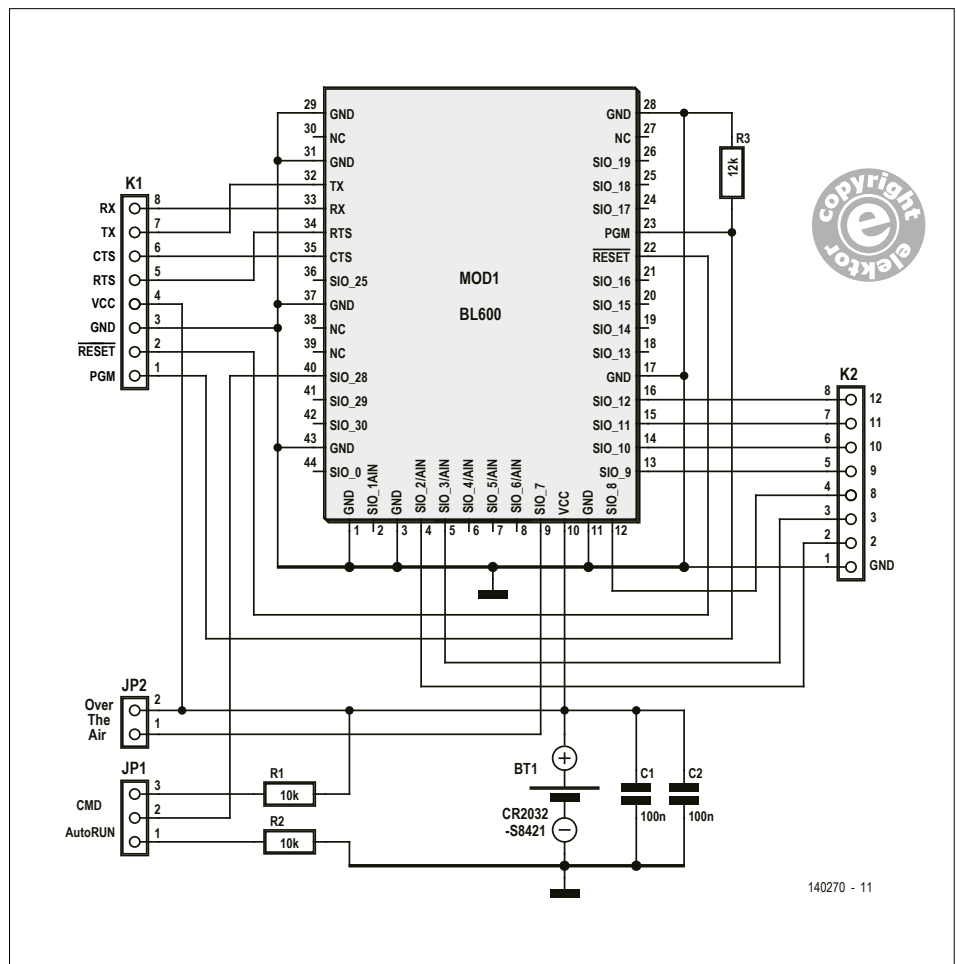 29 GND
30 NC
31 GND
32 TX
33 RX
34 RTS
35 CTS
36 SIO_25
37 GND
38 NC
39 NC
40 SIO_28
41 SIO_29
42 SIO_30
43 GND
44 SIO_0
MOD1
BL600
GND 28
NC 27
SIO_19 26
SIO_18 25
SIO_17 24
PGM 23
RESET 22
SIO_16 21
SIO_15 20
SIO_14 19
SIO_13 18
GND 17
SIO_12 16
SIO_11 15
SIO_10 14
SIO_9 13
GND 1
SIO_1AIN 2
GND 3
SIO_2/AIN 4
SIO_3/AIN 5
SIO_4/AIN 6
SIO_5/AIN 7
SIO_6/AIN 8
SIO_7 9
VCC 10
GND 11
SIO_8 12
K1
RX 8
TX 7
CTS 6
RTS 5
VCC 4
GND 3
RESET 2
PGM 1
R3
12k
copyright
e
elektor
K2
8 12
7 11
6 10
5 9
4 8
3 3
2 2
1 GND
JP2
Over
The
Air
2
1
JP1
CMD
AutoRUN
3
2
1
R1
10k
R2
10k
BT1
CR2032
-S8421
C1
100n
C2
100n
140270 - 11